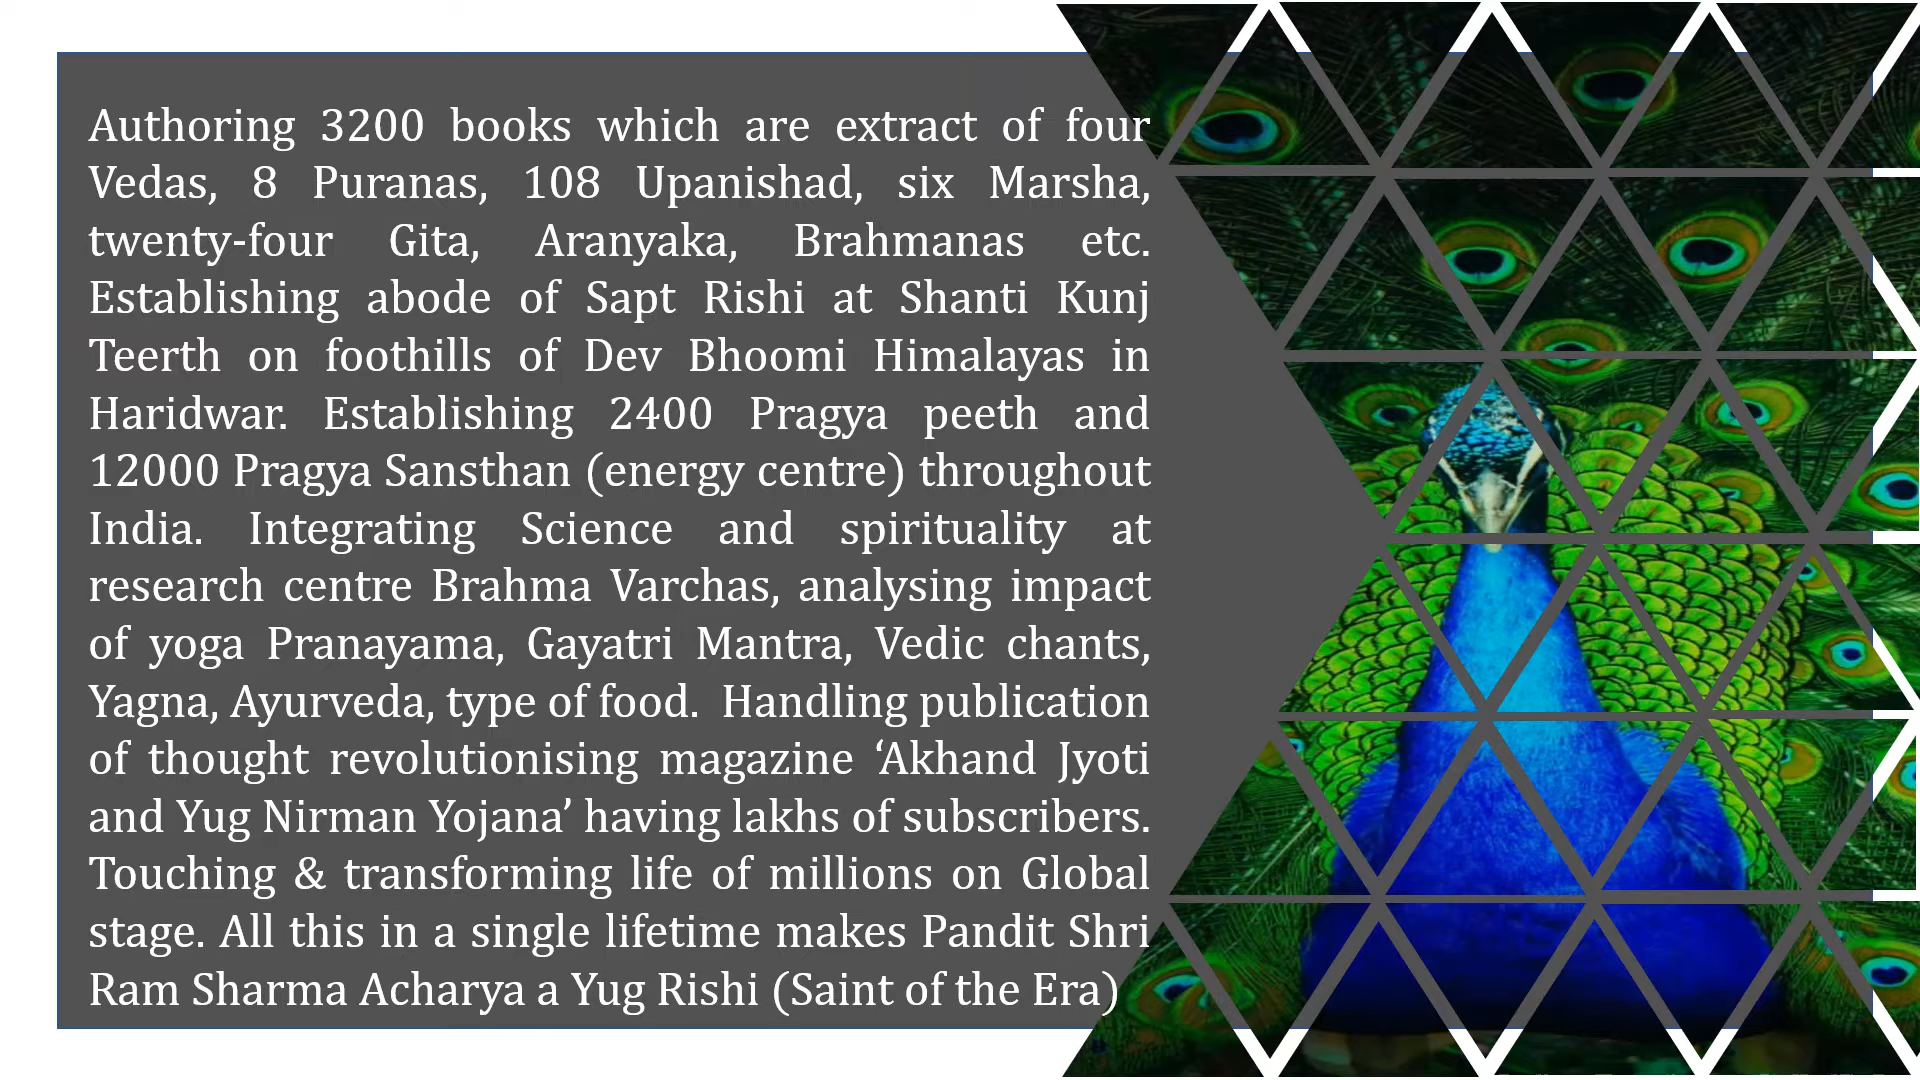 Authoring 3200 books which are extract of four
Vedas, 8 Puranas, 108 Upanishad, six Marsha,
twenty-four Gita, Aranyaka, Brahmanas etc.
Establishing abode of Sapt Rishi at Shanti Kunj
Teerth on foothills of Dev Bhoomi Himalayas in
Haridwar. Establishing 2400 Pragya peeth and
12000 Pragya Sansthan (energy centre) throughout
India. Integrating Science and spirituality at
research centre Brahma Varchas, analysing impact
of yoga Pranayama, Gayatri Mantra, Vedic chants,
Yagna, Ayurveda, type of food.  Handling publication
of thought revolutionising magazine ‘Akhand Jyoti
and Yug Nirman Yojana’ having lakhs of subscribers.
Touching & transforming life of millions on Global
stage. All this in a single lifetime makes Pandit Shri
Ram Sharma Acharya a Yug Rishi (Saint of the Era)